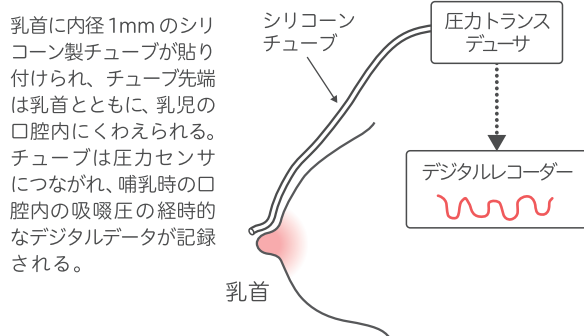 乳首に内径1mmのシリ
コーン製チューブが貼り
付けられ、チューブ先端
は乳首とともに、乳児の
口腔内にくわえられる。
チューブは圧力センサ
につながれ、哺乳時の口
腔内の吸啜圧の経時的
なデジタルデータが記録
される。
シリコーン
チューブ
圧力トランス
デューサ
デジタルレコーダー
乳首